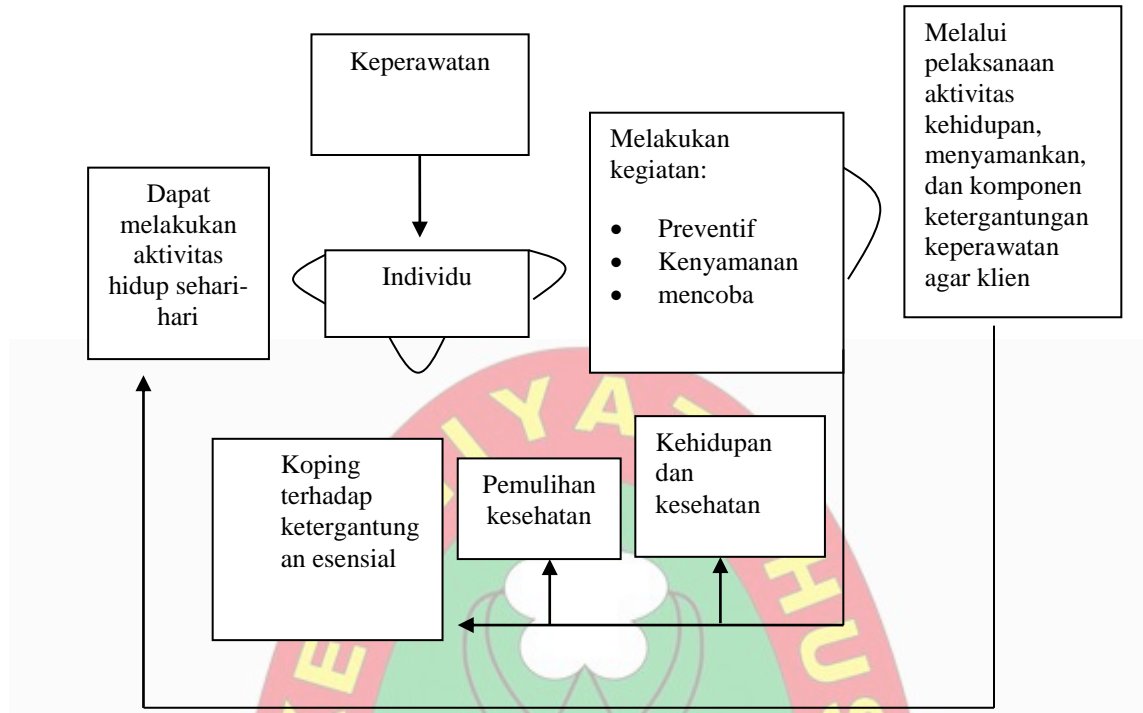 Keperawatan
Melalui
pelaksanaan
aktivitas
kehidupan,
menyamankan,
dan komponen
ketergantungan
keperawatan
agar klien
Melakukan
kegiatan:
• Preventif
• Kenyamanan
• mencoba
Dapat
melakukan
aktivitas
hidup sehari-
hari
Individu
Koping
terhadap
ketergantung
an esensial
Pemulihan
kesehatan
Kehidupan
dan
kesehatan